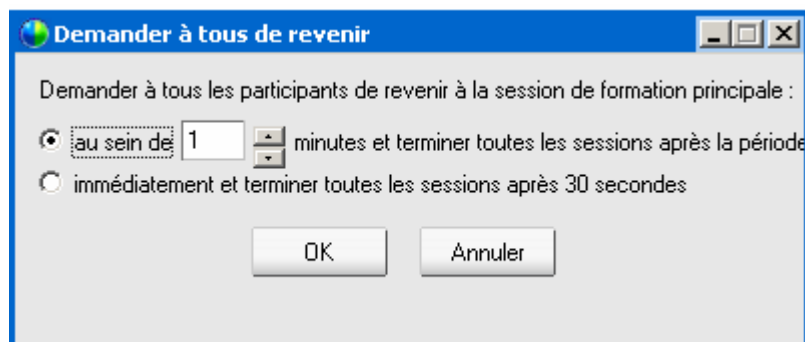 Demander à tous de revenir
Demander à tous les participants de revenir à la session de formation principale :
au sein de 1 minutes et terminer toutes les sessions après la période
immédiatement et terminer toutes les sessions après 30 secondes
OK Annuler